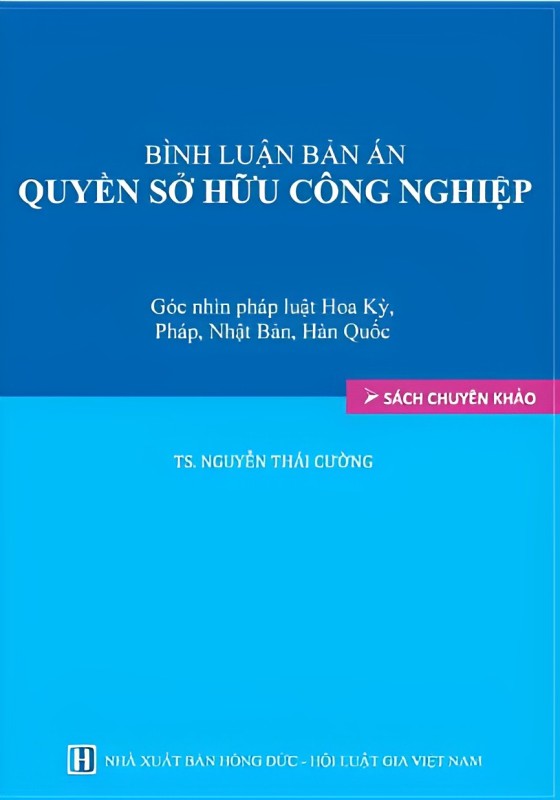 BÌNH LUẬN BẢN ÁN
QUYỀN SỞ HỮU CÔNG NGHIỆP
Góc nhìn pháp luật Hoa Kỳ,
Pháp, Nhật Bản, Hàn Quốc
SÁCH CHUYÊN KHẢO
TS. NGUYỄN THÁI CƯỜNG
H NHÀ XUẤT BẢN HỒNG ĐỨC - HỘI LUẬT GIA VIỆT NAM